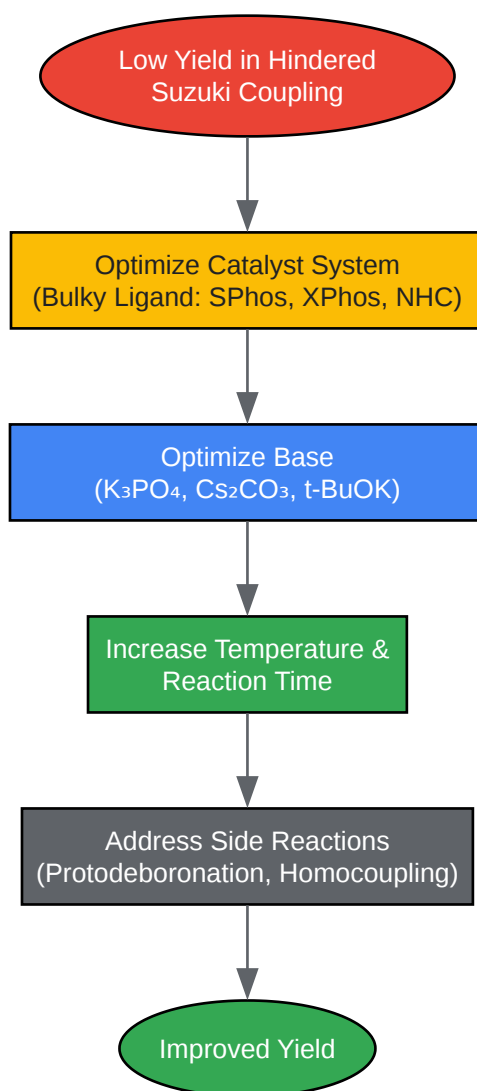 Low Yield in Hindered
Suzuki Coupling
Optimize Catalyst System
(Bulky Ligand: SPhos, XPhos, NHC)
Optimize Base
(K₃PO₄, Cs₂CO₃, t-BuOK)
Increase Temperature &
Reaction Time
Address Side Reactions
(Protodeboronation, Homocoupling)
Improved Yield